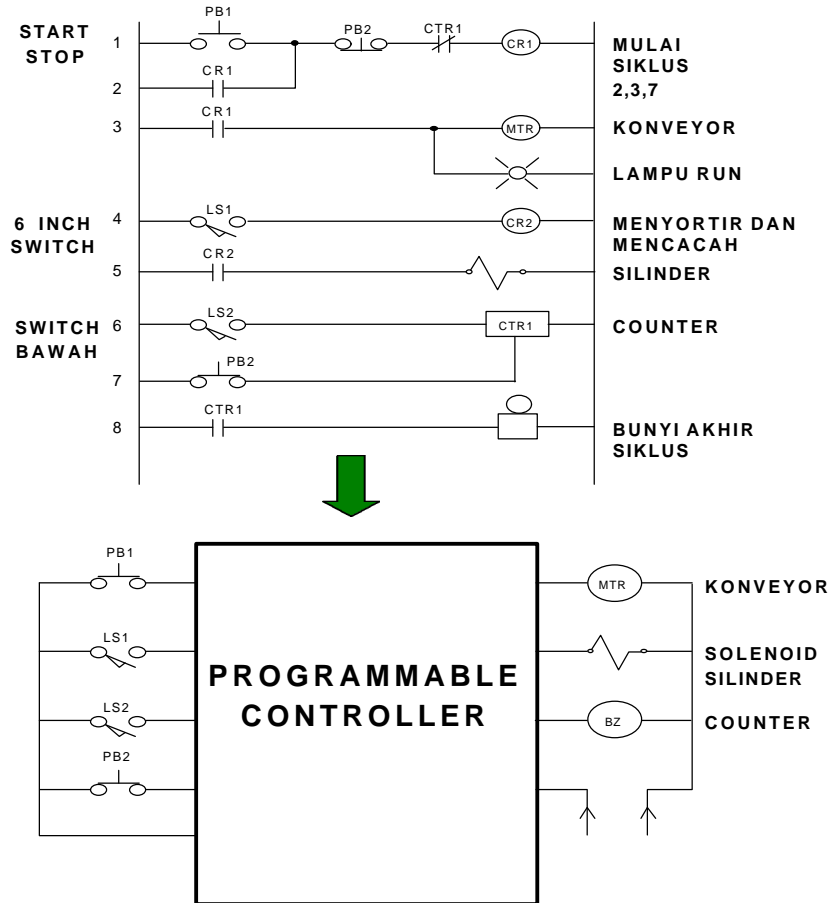 START
STOP
1
PB1
PB2
CTR1
CR1
MULAI
SIKLUS
2,3,7
2
CR1
3
CR1
MTR
KONVEYOR
LAMPU RUN
6 INCH
SWITCH
4
LS1
CR2
MENYORTIR DAN
MENCACAH
5
CR2
SILINDER
SWITCH
BAWAH
6
LS2
CTR1
COUNTER
7
PB2
8
CTR1
BUNYI AKHIR
SIKLUS
PB1
LS1
LS2
PB2
PROGRAMMABLE
CONTROLLER
MTR
KONVEYOR
SOLENOID
SILINDER
BZ
COUNTER